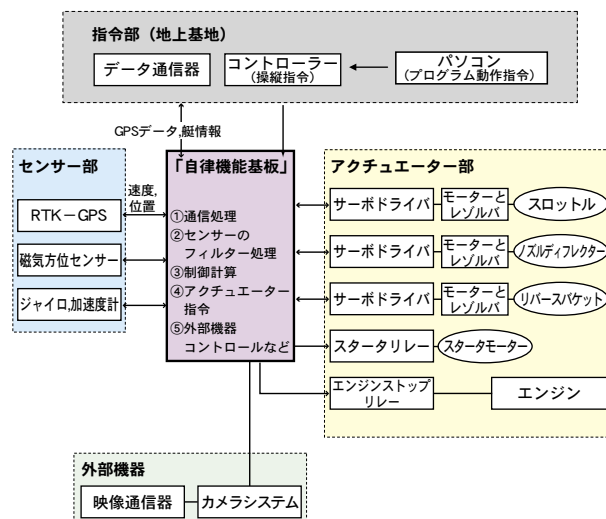 指令部（地上基地）
データ通信器
コントローラー
（操縦指令）
パソコン
（プログラム動作指令）
GPSデータ,艇情報
センサー部
速度,
位置
RTK－GPS
磁気方位センサー
ジャイロ,加速度計
「自律機能基板」
①通信処理
②センサーの
フィルター処理
③制御計算
④アクチュエーター
指令
⑤外部機器
コントロールなど
アクチュエーター部
サーボドライバ
モーターと
レゾルバ
スロットル
サーボドライバ
モーターと
レゾルバ
ノズルディフレクター
サーボドライバ
モーターと
レゾルバ
リバースバケット
スタータリレー
スタータモーター
エンジンストップ
リレー
エンジン
外部機器
映像通信器
カメラシステム